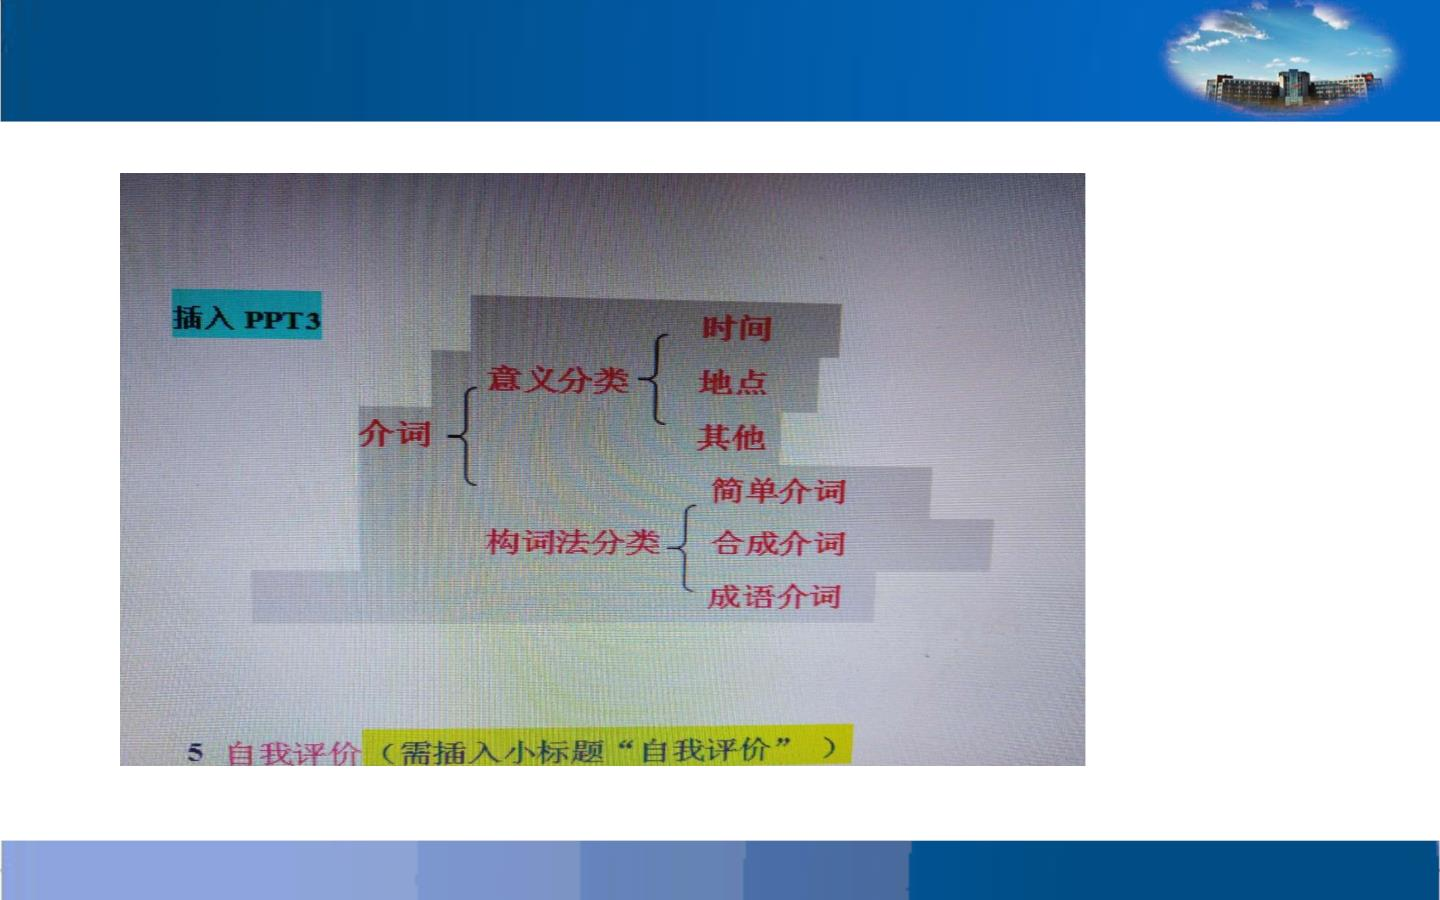 插入 PPT3
时间
意义分类
地点
介词
其他
简单介词
构词法分类
合成介词
成语介词
5 自我评价（需插入小标题“自我评价” ）